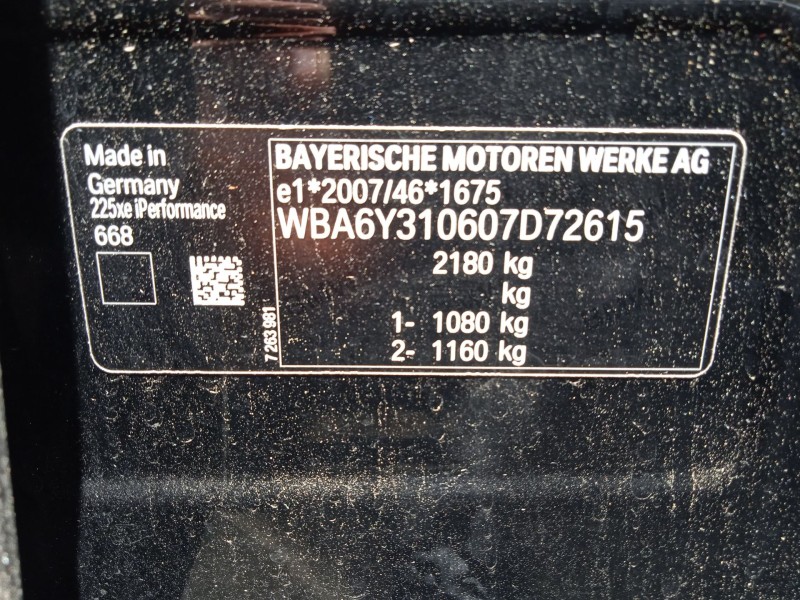 Made in
Germany
225xe iPerformance
668
7 263 981
BAYERISCHE MOTOREN WERKE AG
e1*2007/46*1675
WBA6Y310607D72615
2180 kg
kg
1- 1080 kg
2- 1160 kg